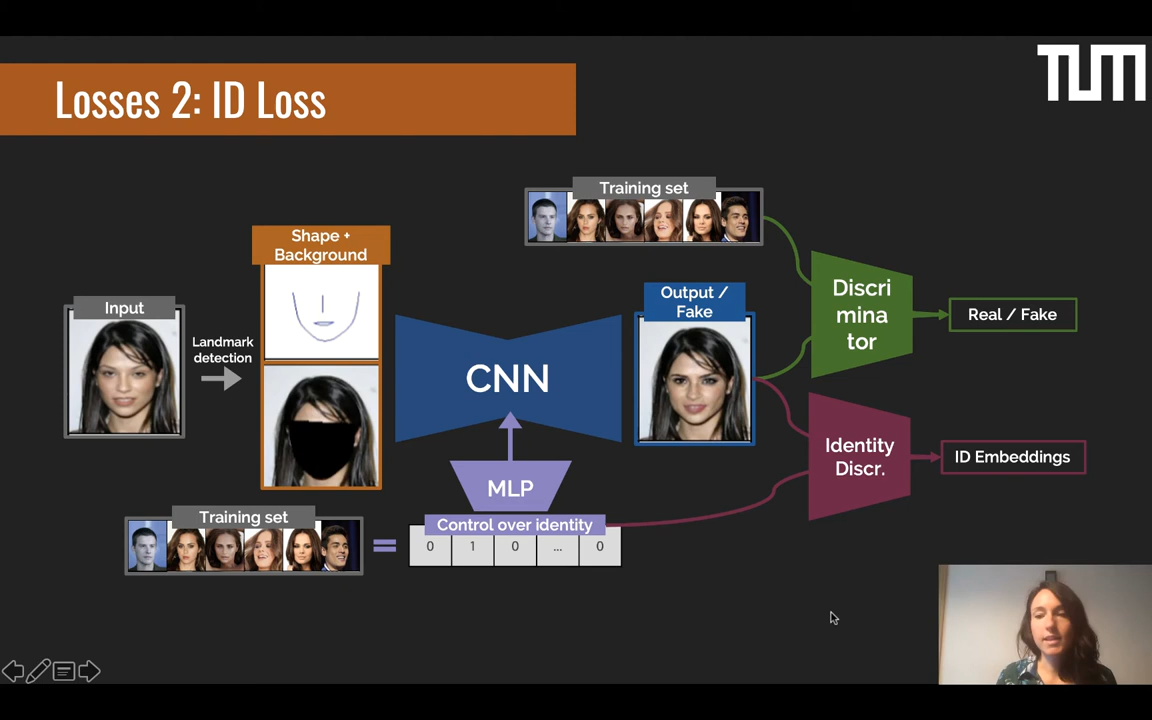 Losses 2: ID Loss
TUM
Training set
Shape +
Background
Input
Landmark
detection
CNN
Output /
Fake
Discri
mina
tor
Real / Fake
Identity
Discr.
ID Embeddings
MLP
Control over identity
Training set
=
0 1 0 ... 0